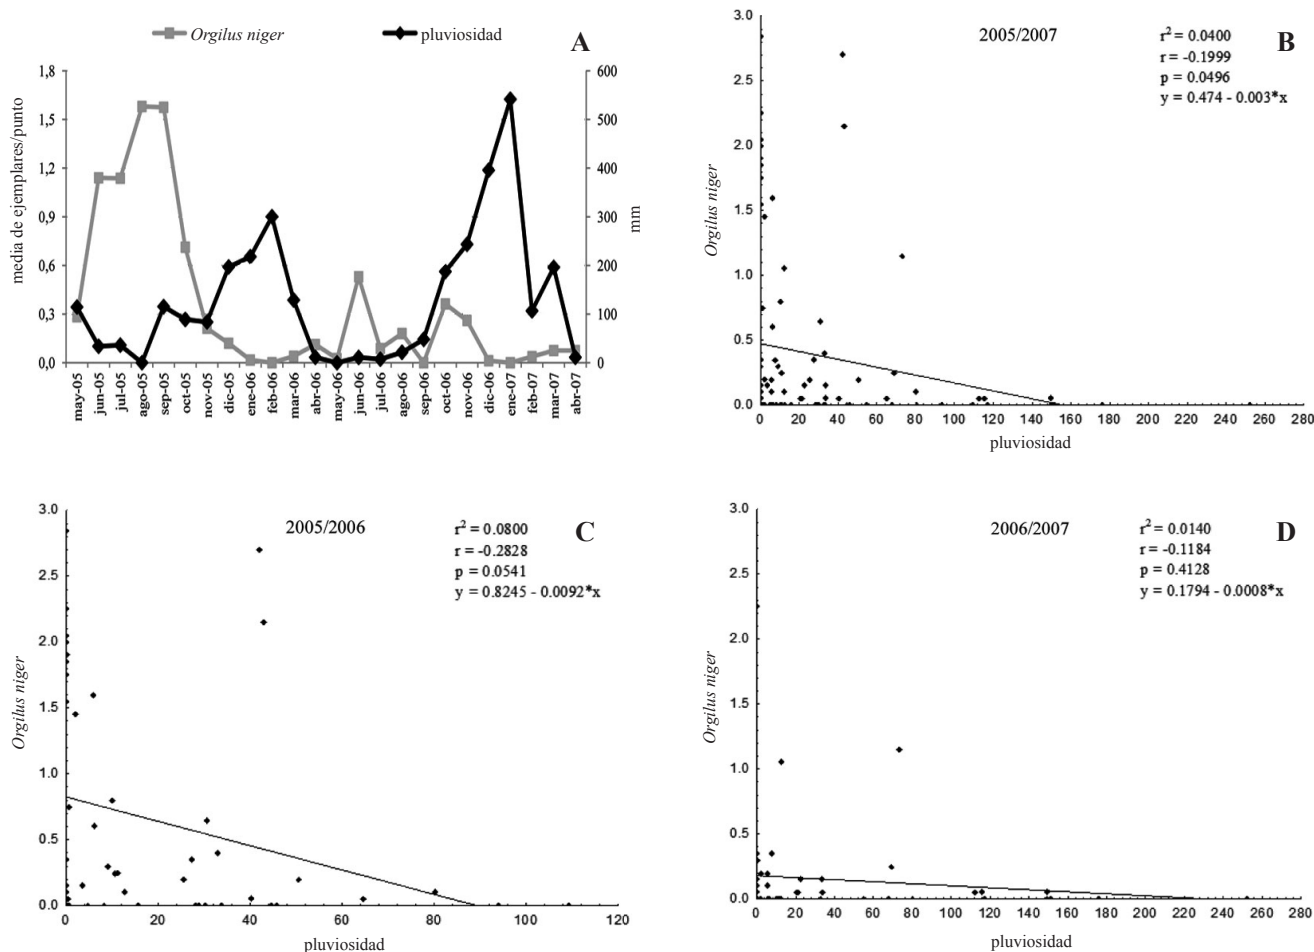 Orgilus niger
pluviosidad
A
media de ejemplares/punto
1,8
1,5
1,2
0,9
0,6
0,3
0,0
600
500
400
300
200
100
0
mm
may-05
jun-05
jul-05
ago-05
sep-05
oct-05
nov-05
dic-05
ene-06
feb-06
mar-06
abr-06
may-06
jun-06
jul-06
ago-06
sep-06
oct-06
nov-06
dic-06
ene-07
feb-07
mar-07
abr-07
2005/2007
B
r² = 0.0400
r = -0.1999
p = 0.0496
y = 0.474 - 0.003*x
Orgilus niger
3.0
2.5
2.0
1.5
1.0
0.5
0.0
0 20 40 60 80 100 120 140 160 180 200 220 240 260 280
pluviosidad
2005/2006
C
r² = 0.0800
r = -0.2828
p = 0.0541
y = 0.8245 - 0.0092*x
Orgilus niger
3.0
2.5
2.0
1.5
1.0
0.5
0.0
0 20 40 60 80 100 120
pluviosidad
2006/2007
D
r² = 0.0140
r = -0.1184
p = 0.4128
y = 0.1794 - 0.0008*x
Orgilus niger
3.0
2.5
2.0
1.5
1.0
0.5
0.0
0 20 40 60 80 100 120 140 160 180 200 220 240 260 280
pluviosidad